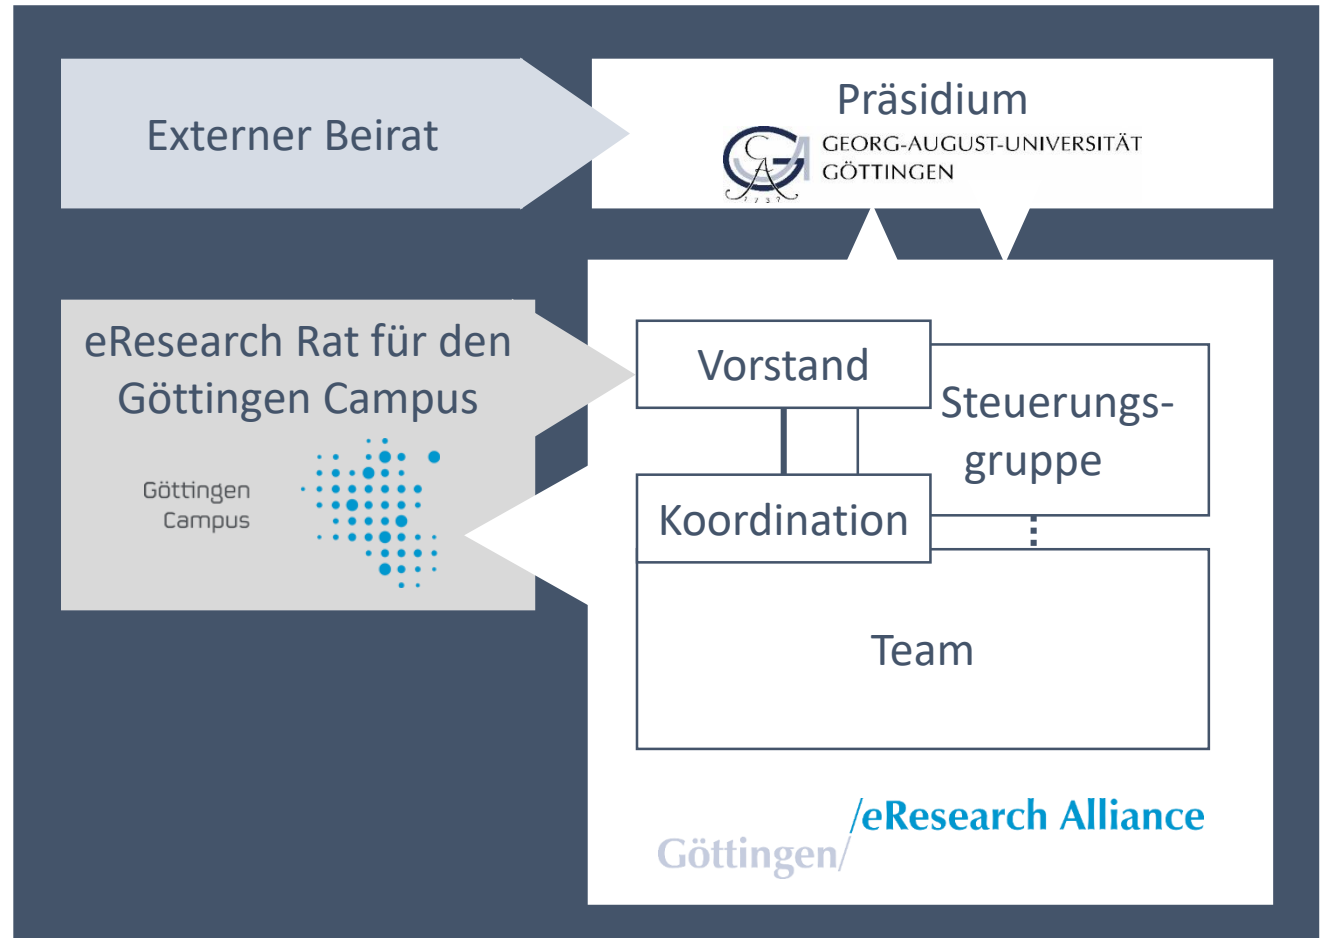 Externer Beirat
Präsidium
GEORG-AUGUST-UNIVERSITÄT
GÖTTINGEN
1737
eResearch Rat für den
Göttingen Campus
Göttingen
Campus
Vorstand
Steuerungs-
gruppe
Koordination
Team
/eResearch Alliance
Göttingen/